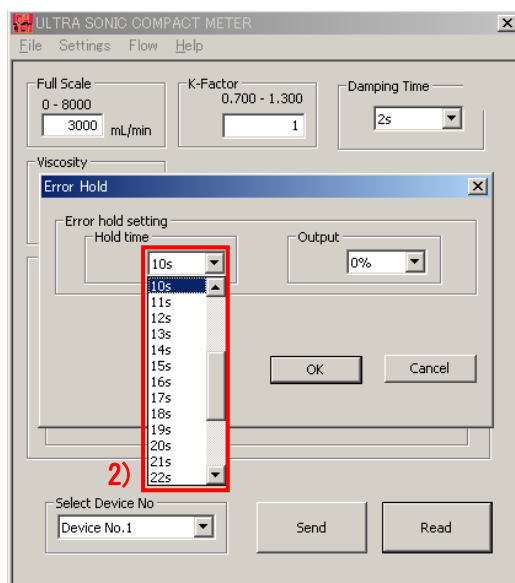 ULTRA SONIC COMPACT METER
File Settings Flow Help
Full Scale
0 - 8000
3000 mL/min
K-Factor
0.700 - 1.300
1
Damping Time
2s
Viscosity
Error Hold
Error hold setting
Hold time
10s
Output
0%
10s
11s
12s
13s
14s
15s
16s
17s
18s
19s
20s
21s
22s
2)
OK Cancel
Select Device No
Device No.1
Send Read